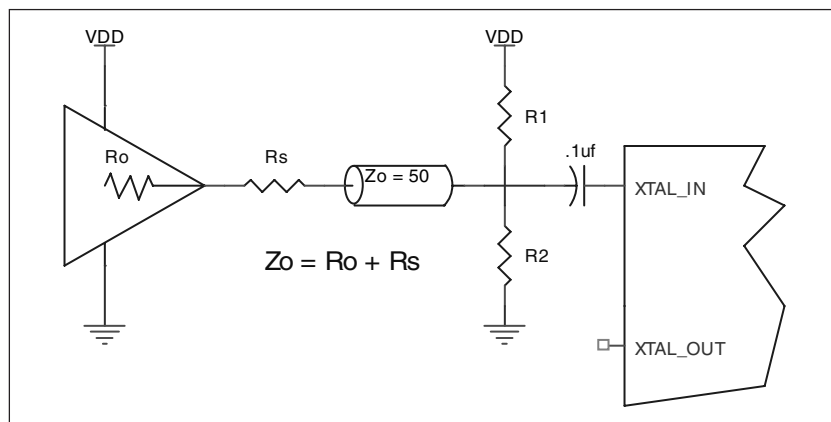 VDD
VDD
R1
Ro
Rs
Zo = 50
.1uf
XTAL_IN
Zo = Ro + Rs
R2
XTAL_OUT